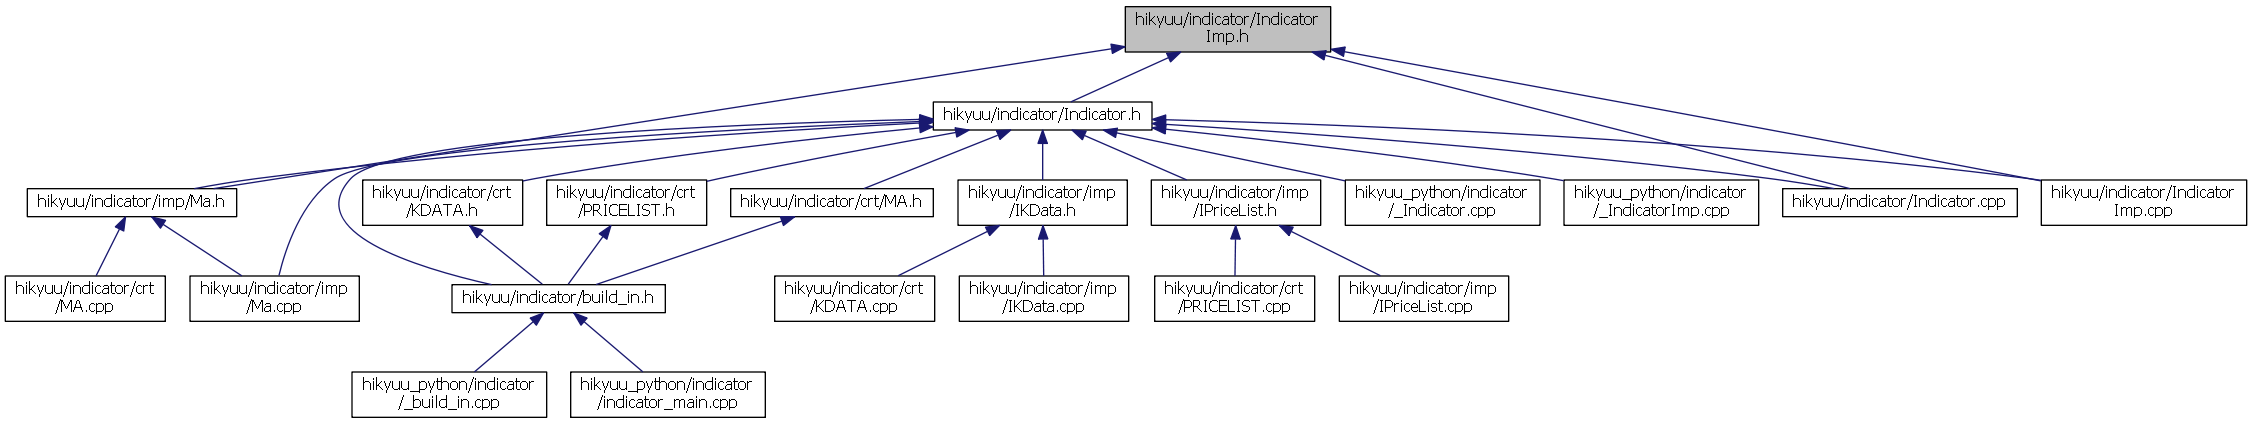 hikyuu/indicator/Indicator
Imp.h
hikyuu/indicator/Indicator.h
hikyuu/indicator/imp/Ma.h
hikyuu/indicator/crt
/KDATA.h
hikyuu/indicator/crt
/PRICELIST.h
hikyuu/indicator/crt/MA.h
hikyuu/indicator/imp
/IKData.h
hikyuu/indicator/imp
/IPriceList.h
hikyuu_python/indicator
/_Indicator.cpp
hikyuu_python/indicator
/_IndicatorImp.cpp
hikyuu/indicator/Indicator.cpp
hikyuu/indicator/Indicator
Imp.cpp
hikyuu/indicator/crt
/MA.cpp
hikyuu/indicator/imp
/Ma.cpp
hikyuu/indicator/build_in.h
hikyuu/indicator/crt
/KDATA.cpp
hikyuu/indicator/imp
/IKData.cpp
hikyuu/indicator/crt
/PRICELIST.cpp
hikyuu/indicator/imp
/IPriceList.cpp
hikyuu_python/indicator
/_build_in.cpp
hikyuu_python/indicator
/indicator_main.cpp